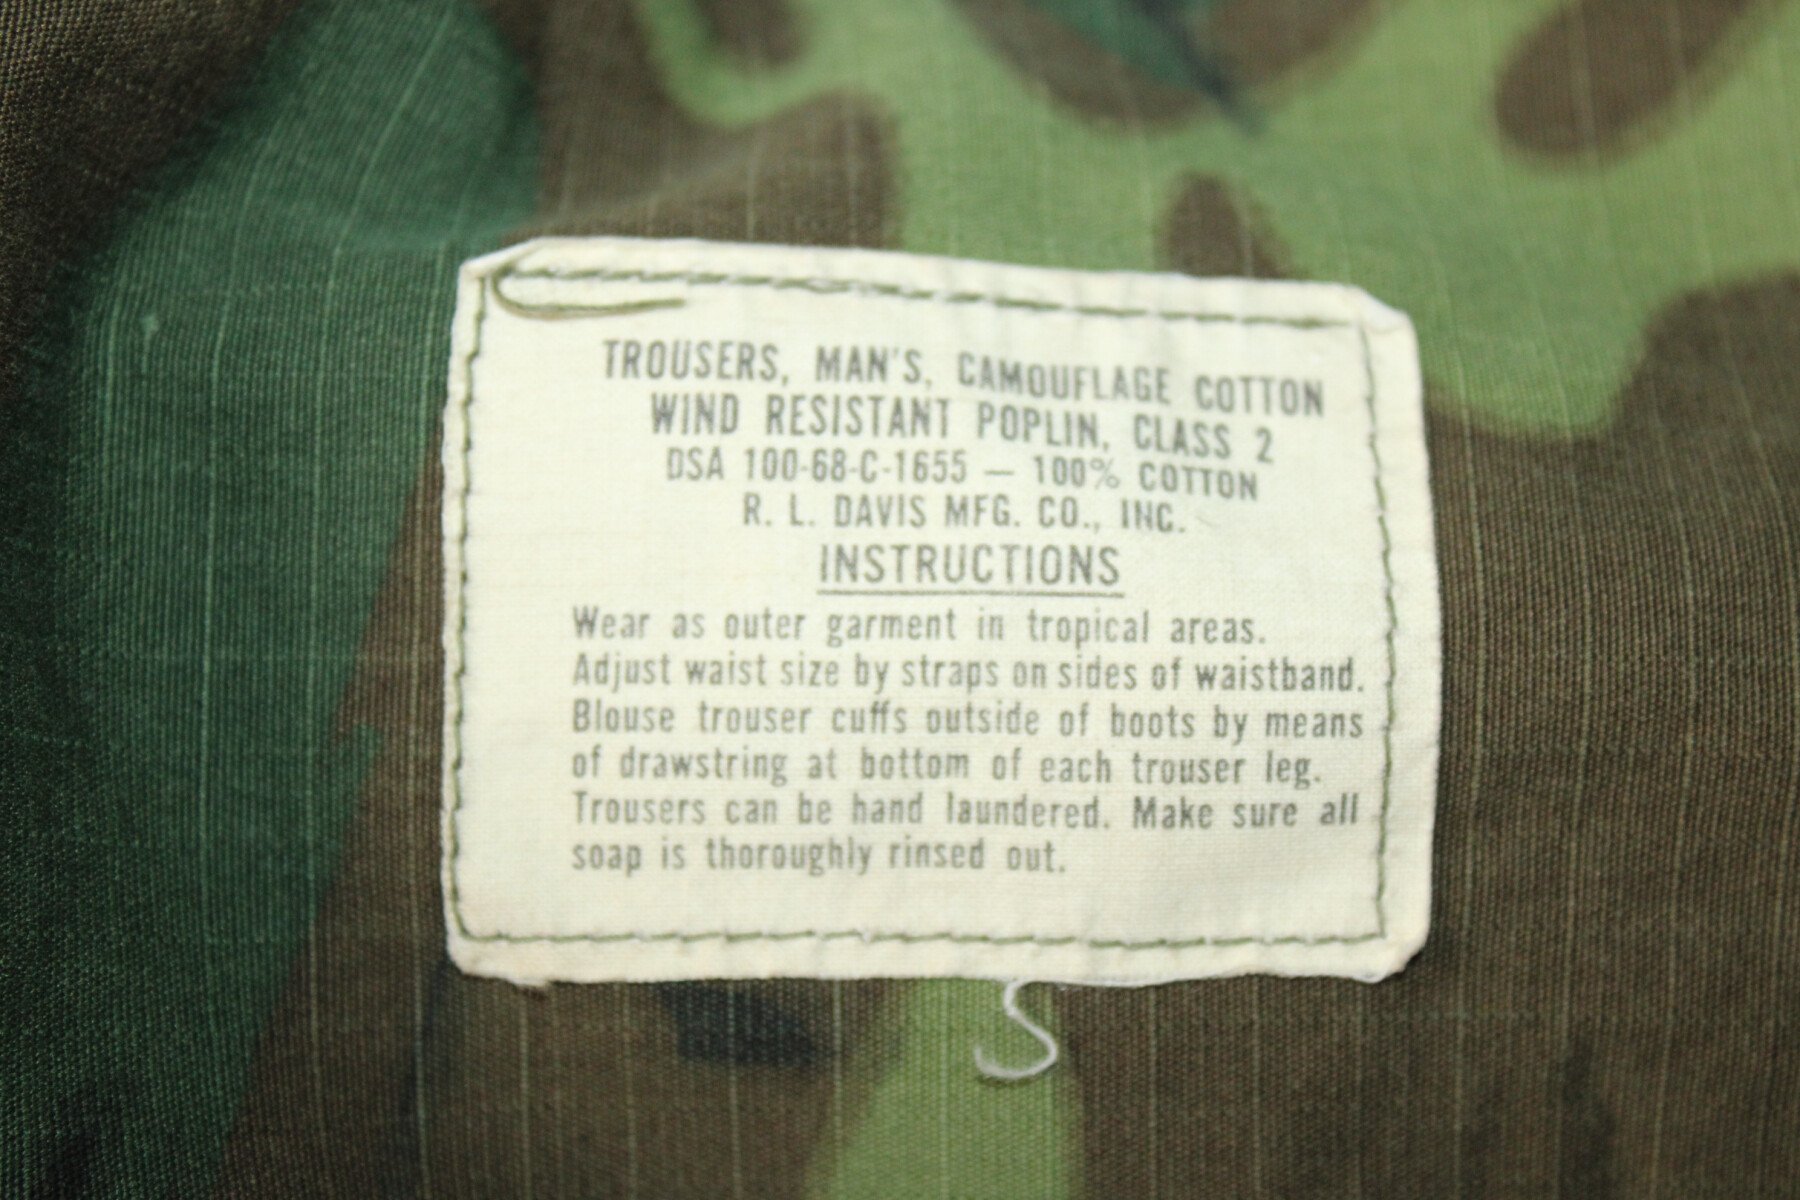 TROUSERS, MAN'S, CAMOUFLAGE COTTON
WIND RESISTANT POPLIN, CLASS 2
DSA 100-68-C-1655 — 100% COTTON
R. L. DAVIS MFG. CO., INC.
INSTRUCTIONS
Wear as outer garment in tropical areas.
Adjust waist size by straps on sides of waistband.
Blouse trouser cuffs outside of boots by means
of drawstring at bottom of each trouser leg.
Trousers can be hand laundered. Make sure all
soap is thoroughly rinsed out.